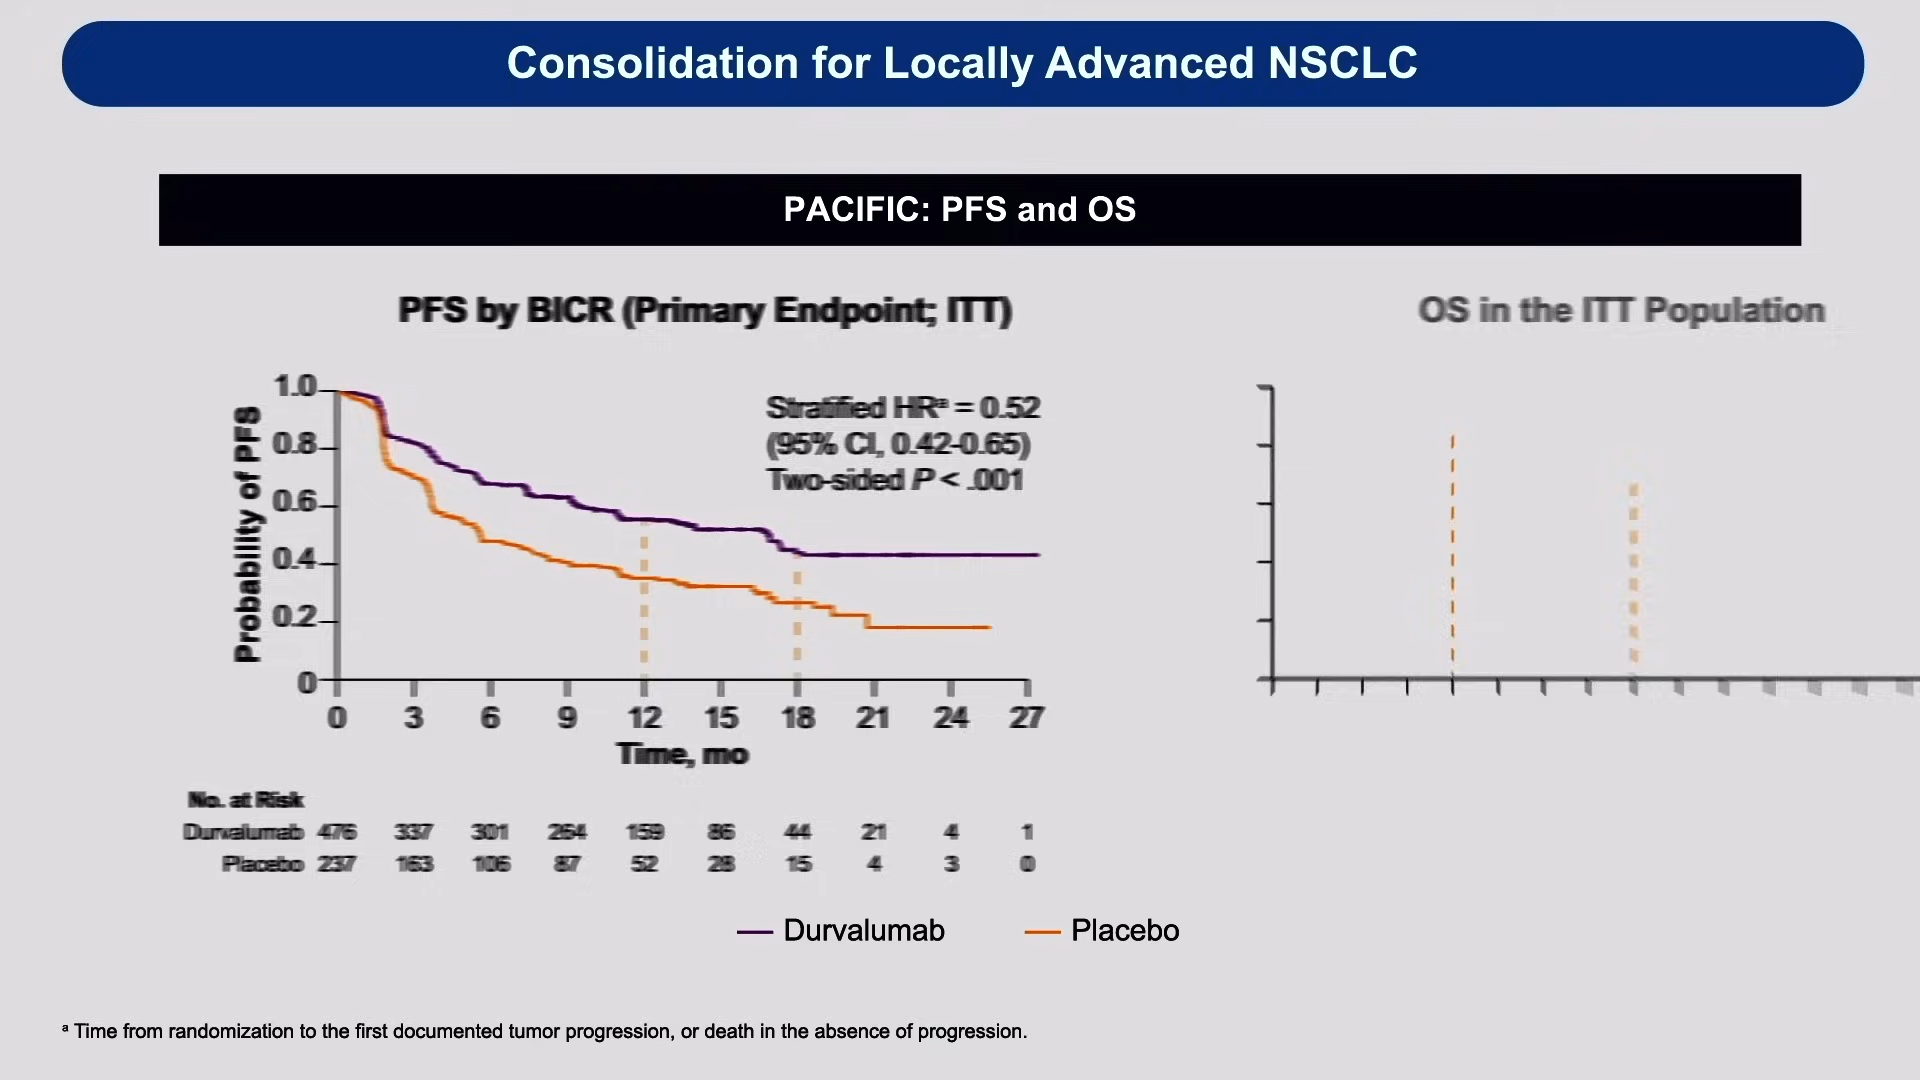 Consolidation for Locally Advanced NSCLC
PACIFIC: PFS and OS
PFS by BICR (Primary Endpoint; ITT)
Stratified HRᵃ = 0.52
(95% CI, 0.42-0.65)
Two-sided P < .001
Probability of PFS
1.0
0.8
0.6
0.4
0.2
0
0 3 6 9 12 15 18 21 24 27
Time, mo
No. at Risk
Durvalumab 476 337 301 264 159 86 44 21 4 1
Placebo 237 163 106 87 52 28 15 4 3 0
OS in the ITT Population
Durvalumab Placebo
ᵃ Time from randomization to the first documented tumor progression, or death in the absence of progression.